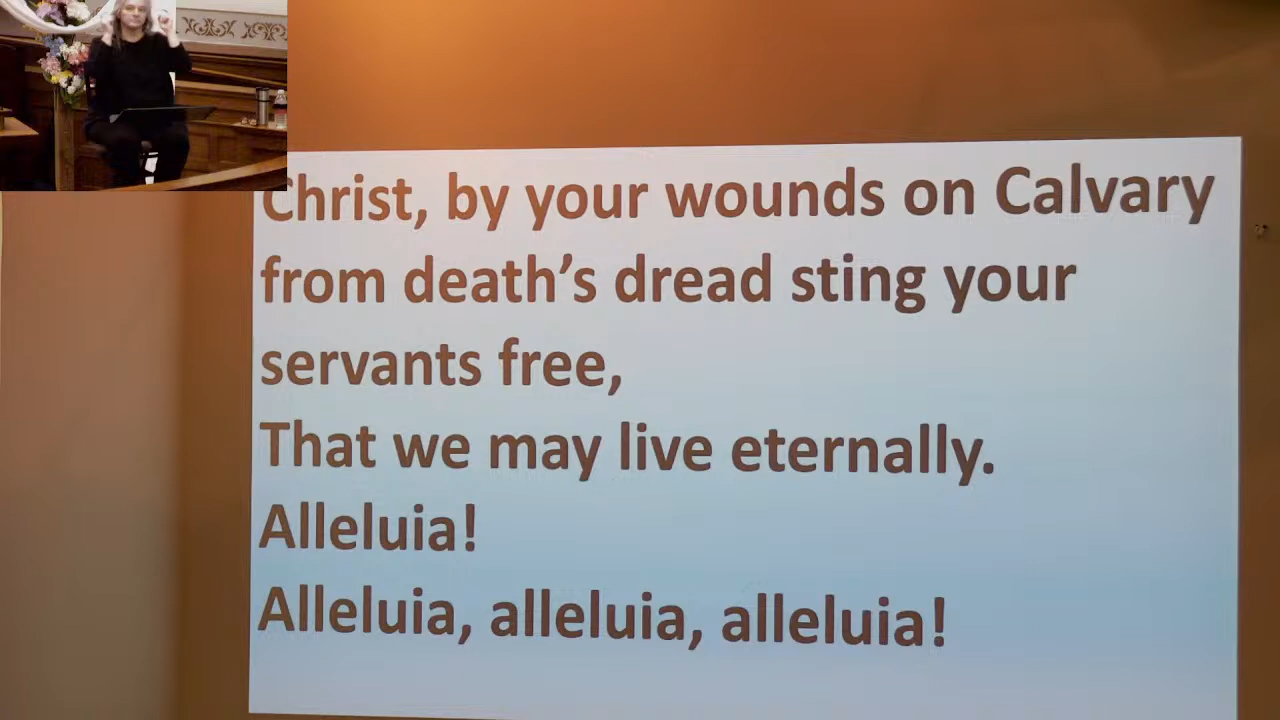 Christ, by your wounds on Calvary
from death’s dread sting your
servants free,
That we may live eternally.
Alleluia!
Alleluia, alleluia, alleluia!